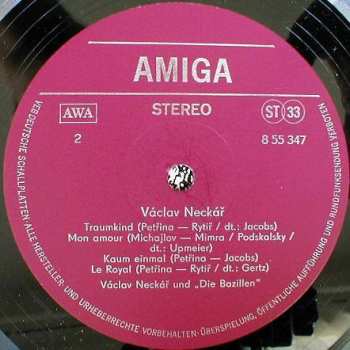 AMIGA
AWA
STEREO
ST 33
2
8 55 347
Václav Neckář
Traumkind (Petřina — Rytíř / dt.: Jacobs)
Mon amour (Michajlov — Mimra / Podskalsky /
dt.: Upmeier)
Kaum einmal (Petřina — Jacobs)
Le Royal (Petřina — Rytíř / dt.: Gertz)
Václav Neckář und „Die Bazillen"
VEB DEUTSCHE SCHALLPLATTEN · ALLE HERSTELLER- UND URHEBERRECHTE VORBEHALTEN · ÜBERSPIELUNG, ÖFFENTLICHE AUFFÜHRUNG UND RUNDFUNKSENDUNG VERBOTEN